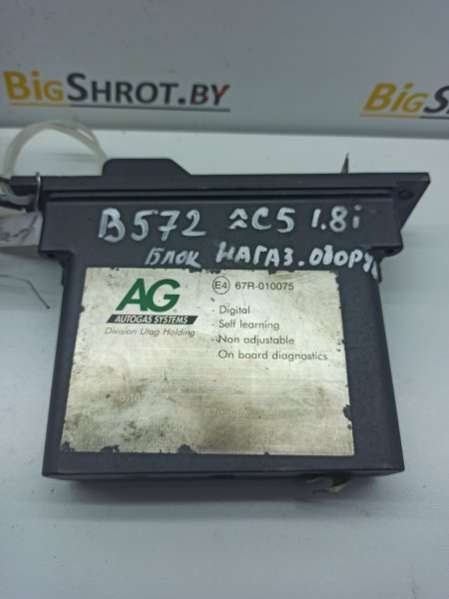 BIGSHROT.BY
BIGSH
B572 ^C5 1.8i
БЛОК НАГАЗ.ОБОРУ
AG
AUTOGAS SYSTEMS
Division Utag Holding
E4 67R-010075
· Digital
· Self learning
· Non adjustable
· On board diagnostics